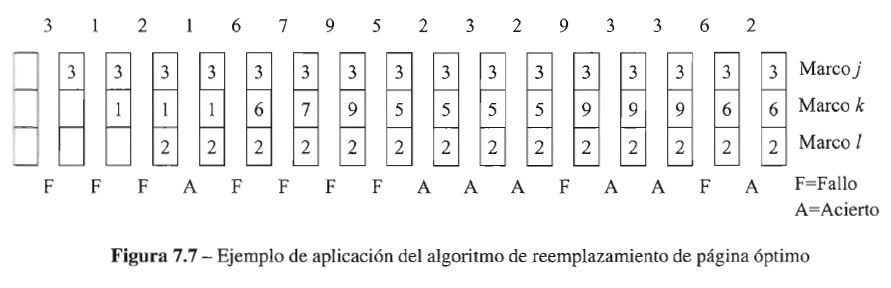 3 1 2 1 6 7 9 5 2 3 2 9 3 3 6 2
3 3 3 3 3 3 3 3 3 3 3 3 3 3 3 3 Marco j
1 1 1 6 7 9 5 5 5 5 9 9 9 6 6 Marco k
2 2 2 2 2 2 2 2 2 2 2 2 2 2 Marco l
F F F A F F F F A A A F A A F A F=Fallo
A=Acierto
Figura 7.7 – Ejemplo de aplicación del algoritmo de reemplazamiento de página óptimo